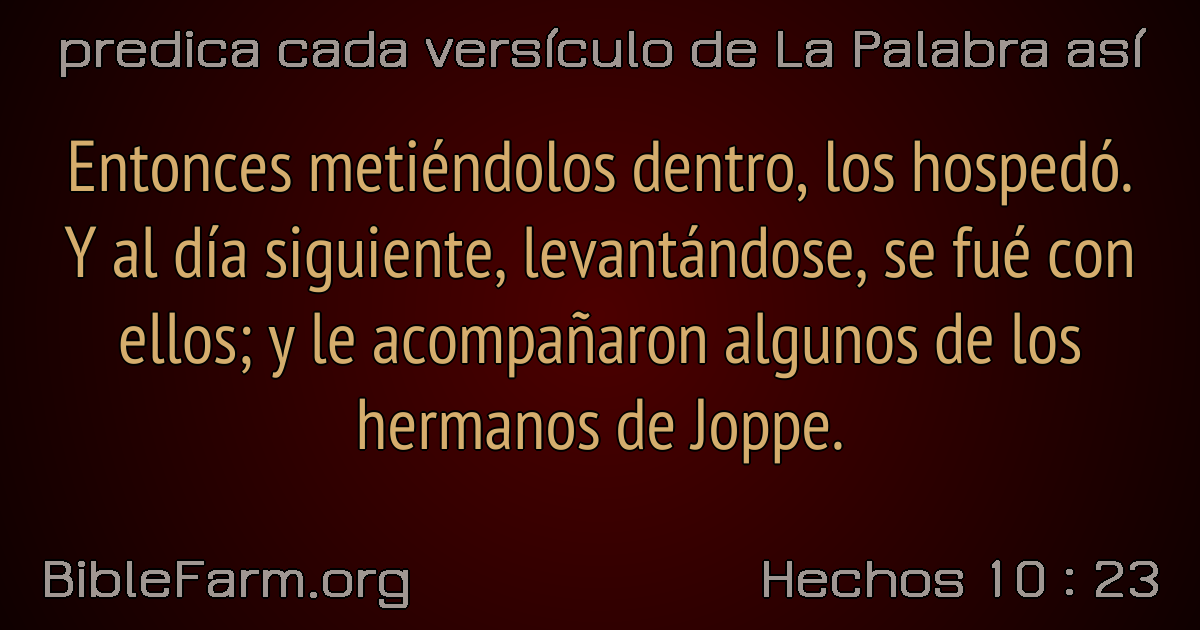 predica cada versículo de La Palabra así
Entonces metiéndolos dentro, los hospedó.
Y al día siguiente, levantándose, se fué con
ellos; y le acompañaron algunos de los
hermanos de Joppe.
BibleFarm.org
Hechos 10 : 23